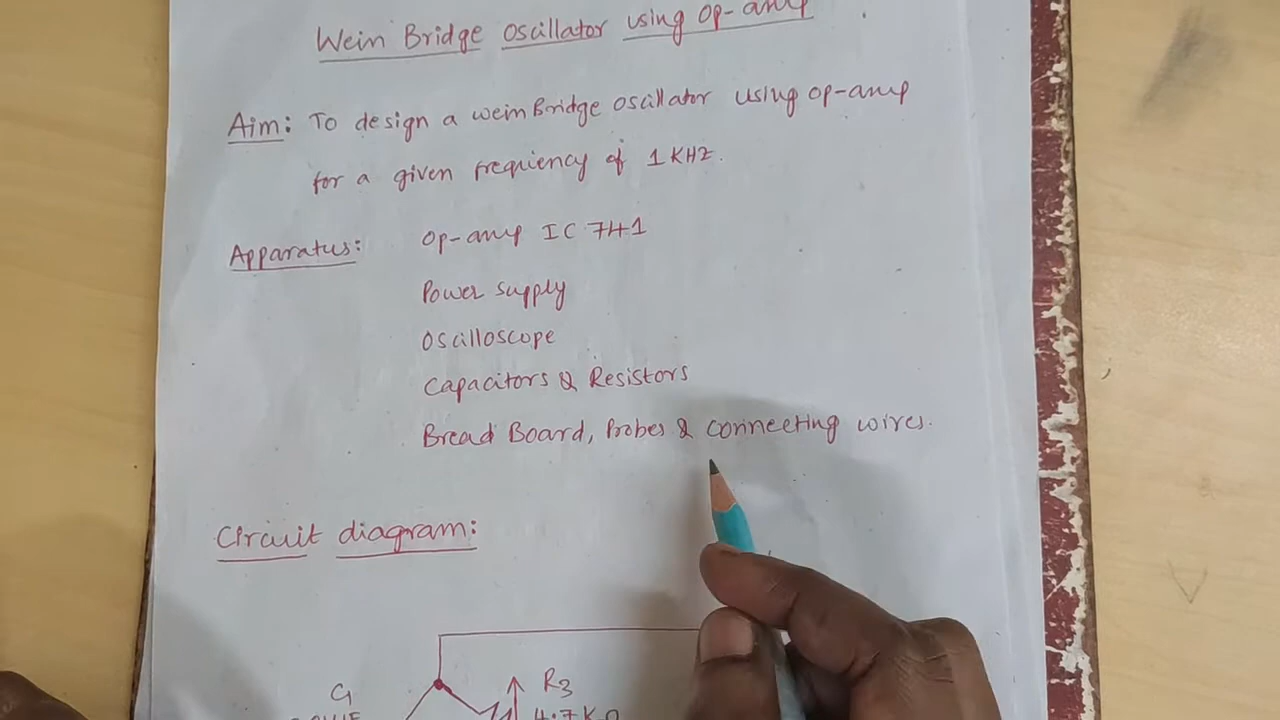 Wein Bridge Oscillator using Op-amp
Aim: To design a wein Bridge oscillator using op-amp
for a given frequency of 1 KHZ.
Apparatus: Op-amp IC 741
Power supply
Oscilloscope
Capacitors & Resistors
Bread Board, Probes & connecting wires.
Circuit diagram:
C1 R3
4.7KΩ